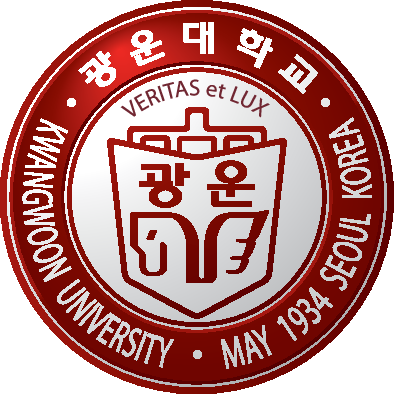 광운대학교
KWANGWOON UNIVERSITY • MAY 1934 SEOUL KOREA
VERITAS et LUX
광운